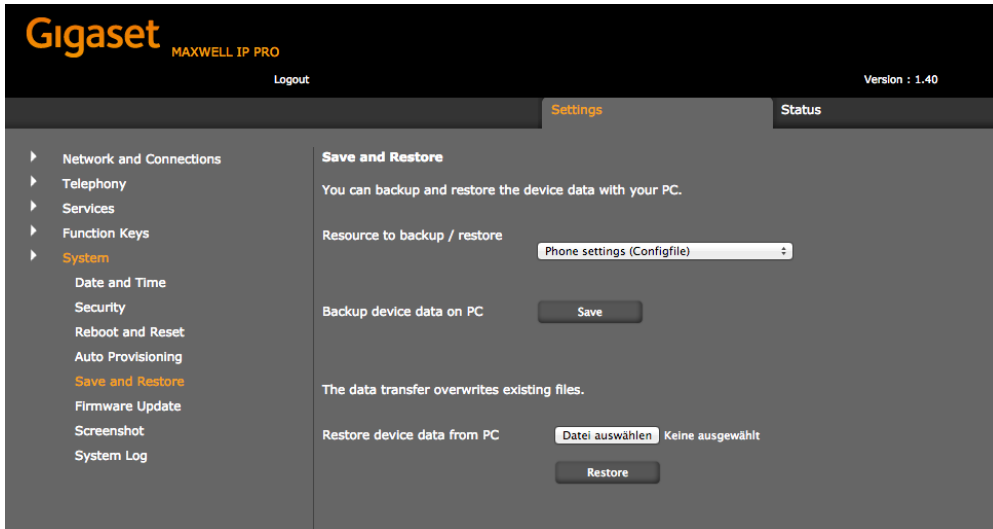 Gigaset
MAXWELL IP PRO
Logout
Version : 1.40
Settings
Status
Network and Connections
Telephony
Services
Function Keys
System
Date and Time
Security
Reboot and Reset
Auto Provisioning
Save and Restore
Firmware Update
Screenshot
System Log
Save and Restore
You can backup and restore the device data with your PC.
Resource to backup / restore
Phone settings (Configfile)
Backup device data on PC
Save
The data transfer overwrites existing files.
Restore device data from PC
Datei auswählen Keine ausgewählt
Restore